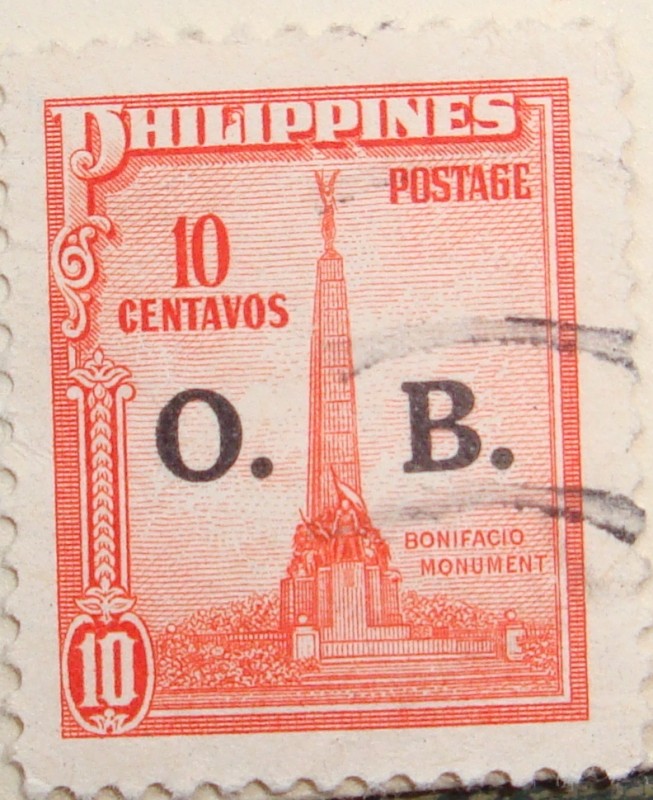 PHILIPPINES
POSTAGE
10
CENTAVOS
O. B.
BONIFACIO
MONUMENT
10